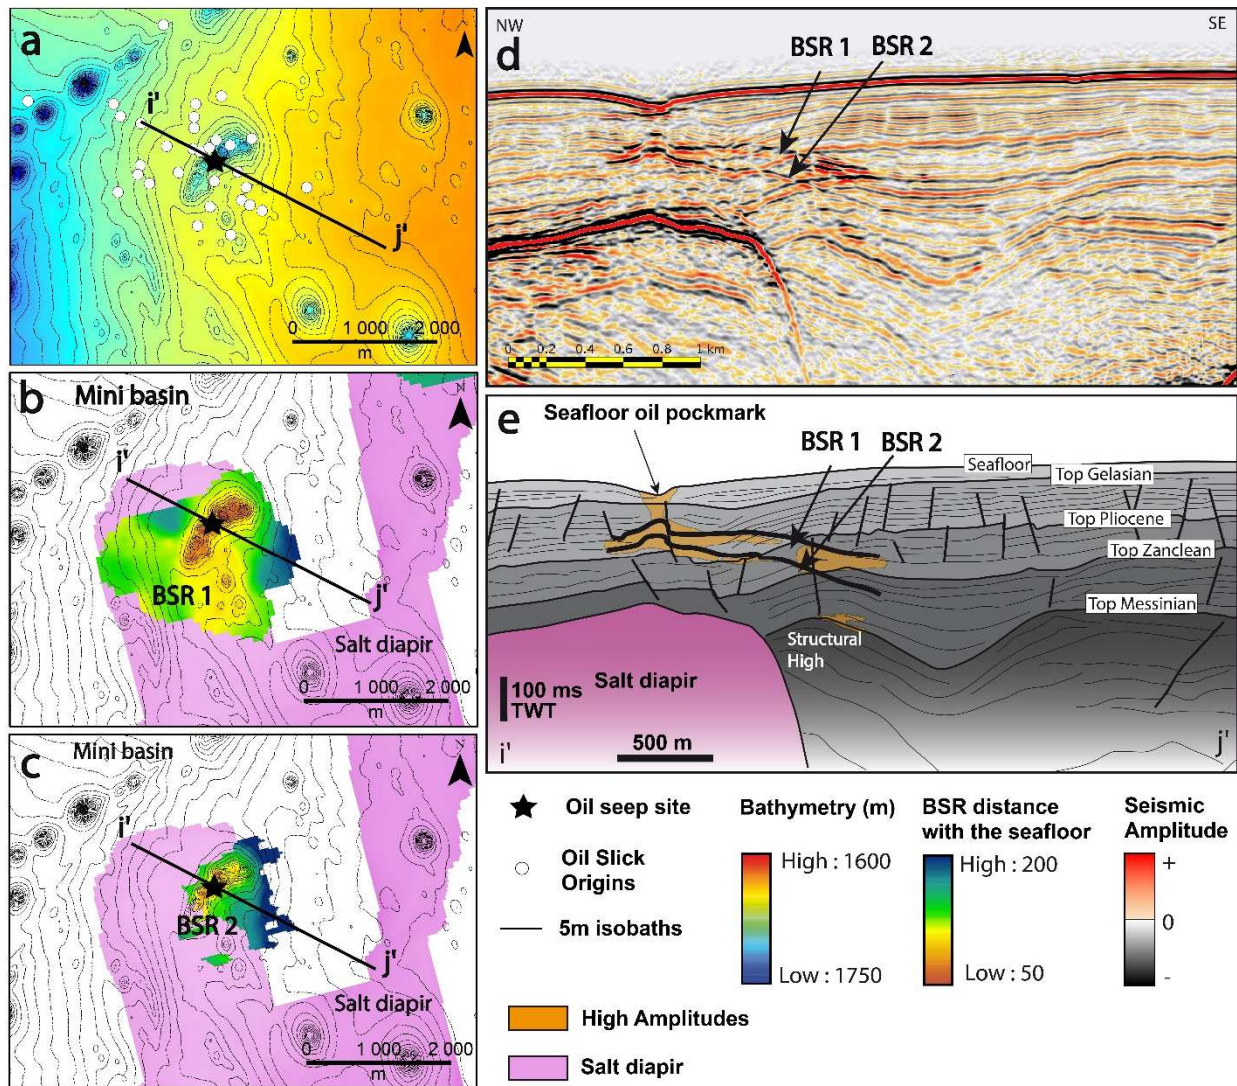 a
i'
j'
0 1 000 2 000
m
b
Mini basin
N
i'
BSR 1
j'
Salt diapir
0 1 000 2 000
m
c
Mini basin
N
i'
BSR 2
j'
Salt diapir
0 1 000 2 000
m
NW
SE
d
BSR 1
BSR 2
0 0.2 0.4 0.6 0.8 1 km
e
Seafloor oil pockmark
BSR 1 BSR 2
Seafloor
Top Gelasian
Top Pliocene
Top Zanclean
Top Messinian
Structural
High
Salt diapir
100 ms
TWT
500 m
i'
j'
Oil seep site
Oil Slick
Origins
5m isobaths
High Amplitudes
Salt diapir
Bathymetry (m)
High : 1600
Low : 1750
BSR distance
with the seafloor
High : 200
Low : 50
Seismic
Amplitude
+
0
-